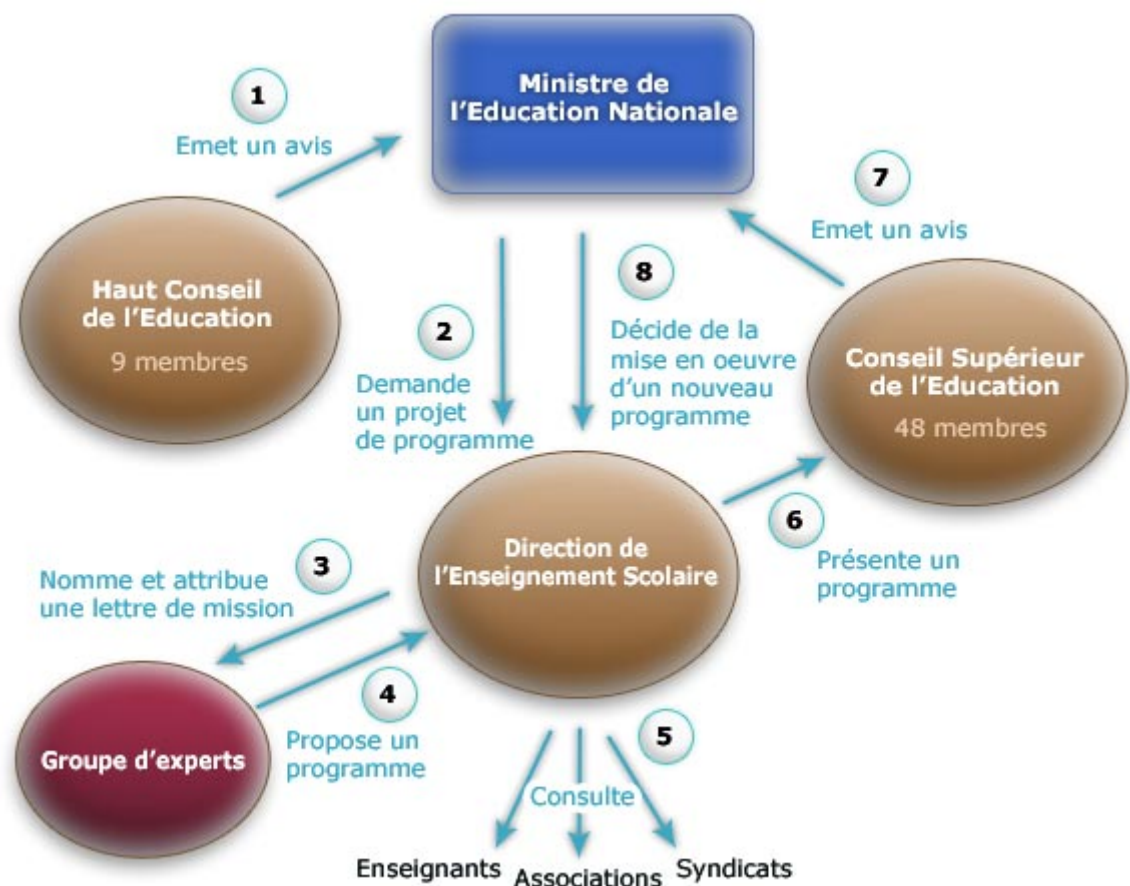 Ministre de
l'Education Nationale
1
Emet un avis
7
Emet un avis
Haut Conseil
de l'Education
9 membres
2
Demande
un projet
de programme
8
Décide de la
mise en oeuvre
d'un nouveau
programme
Conseil Supérieur
de l'Education
48 membres
Direction de
l'Enseignement Scolaire
6
Présente un
programme
3
Nomme et attribue
une lettre de mission
4
Propose un
programme
Groupe d'experts
5
Consulte
Enseignants
Associations
Syndicats